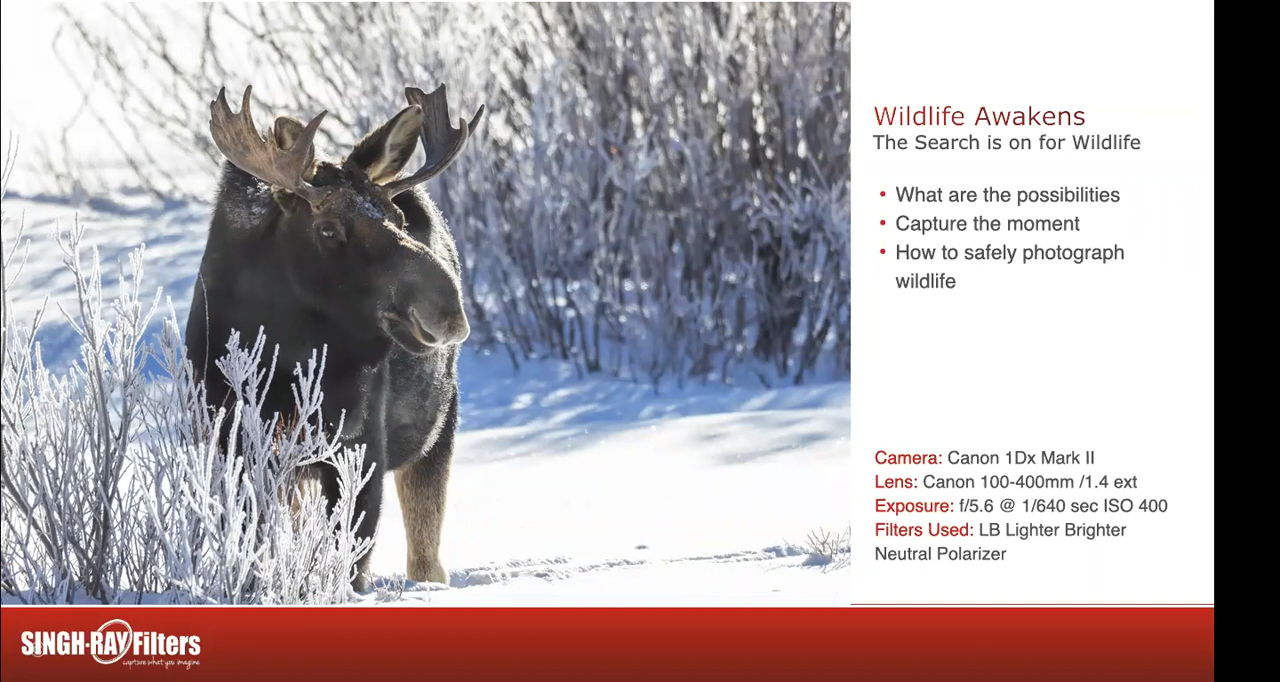 Wildlife Awakens
The Search is on for Wildlife
• What are the possibilities
• Capture the moment
• How to safely photograph
wildlife
Camera: Canon 1Dx Mark II
Lens: Canon 100-400mm /1.4 ext
Exposure: f/5.6 @ 1/640 sec ISO 400
Filters Used: LB Lighter Brighter
Neutral Polarizer
SINGH-RAY Filters
capture what you imagine